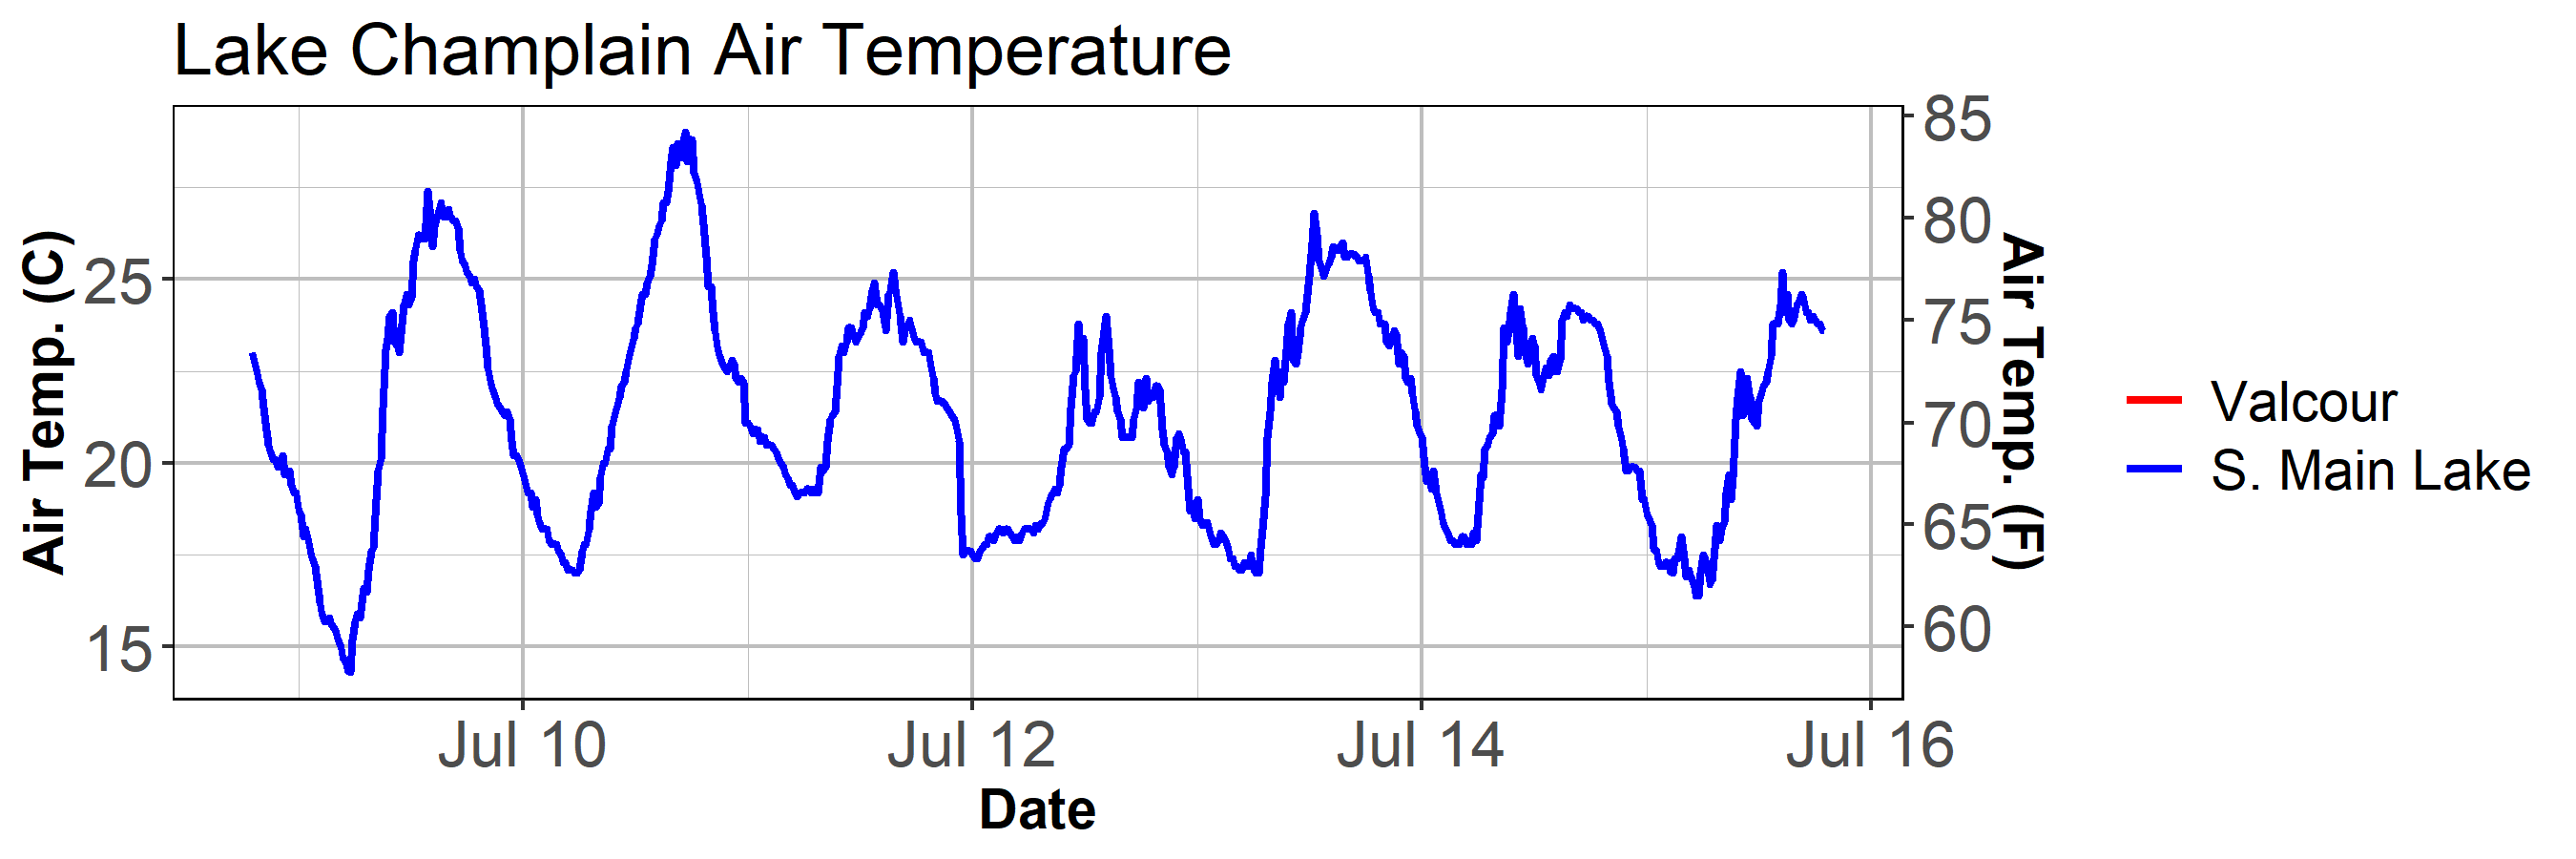 Lake Champlain Air Temperature
Air Temp. (C)
25
20
15
85
80
75
70
65
60
Air Temp. (F)
Jul 10
Jul 12
Jul 14
Jul 16
Date
Valcour
S. Main Lake